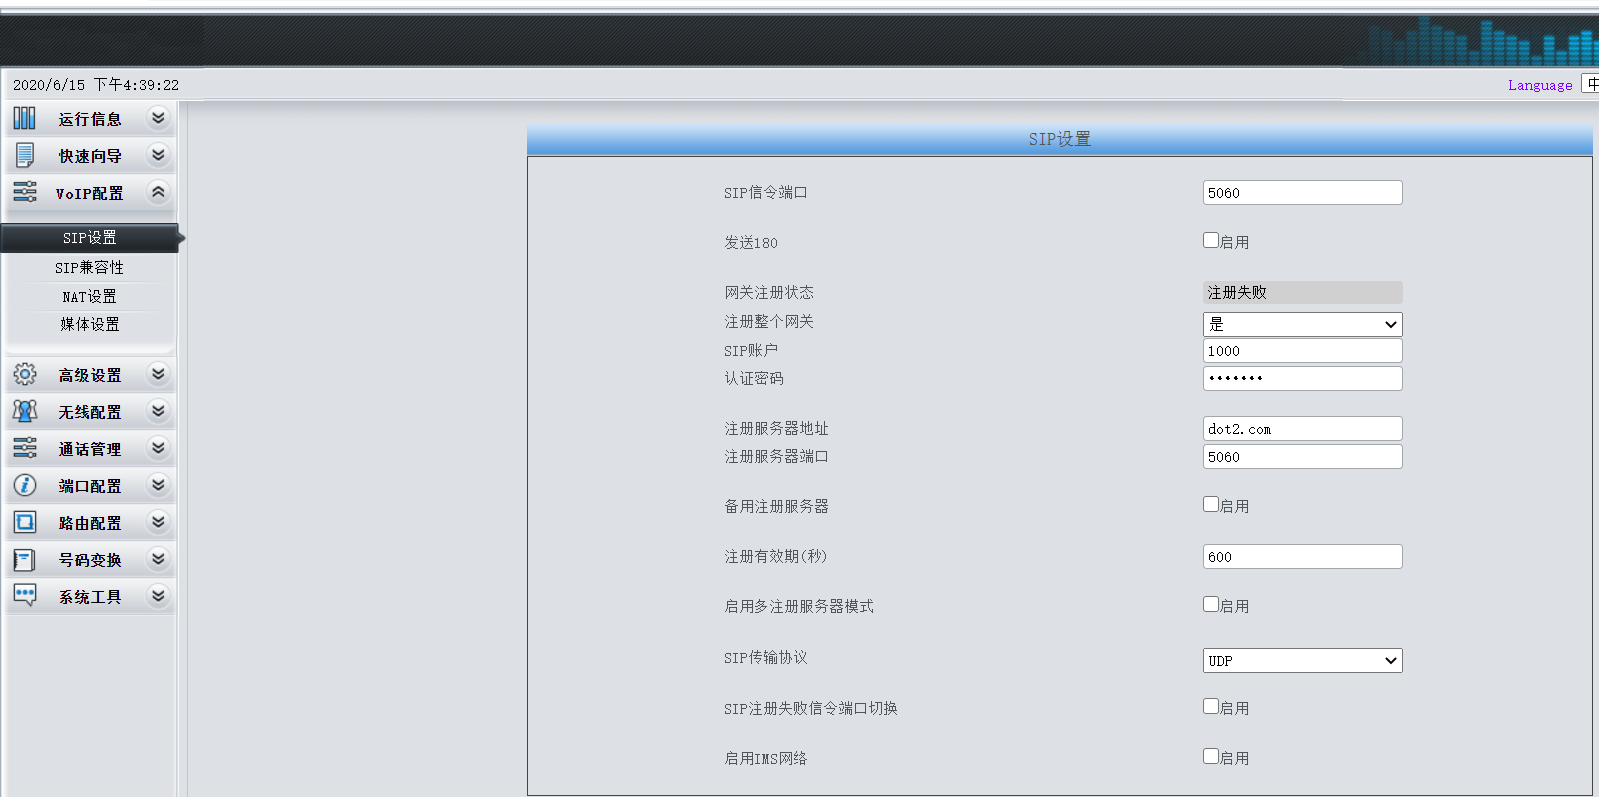 2020/6/15 下午4:39:22
Language
运行信息
快速向导
VoIP配置
SIP设置
SIP兼容性
NAT设置
媒体设置
高级设置
无线配置
通话管理
端口配置
路由配置
号码变换
系统工具
SIP设置
SIP信令端口 5060
发送180 启用
网关注册状态 注册失败
注册整个网关 是
SIP账户 1000
认证密码 •••••••
注册服务器地址 dot2.com
注册服务器端口 5060
备用注册服务器 启用
注册有效期(秒) 600
启用多注册服务器模式 启用
SIP传输协议 UDP
SIP注册失败信令端口切换 启用
启用IMS网络 启用